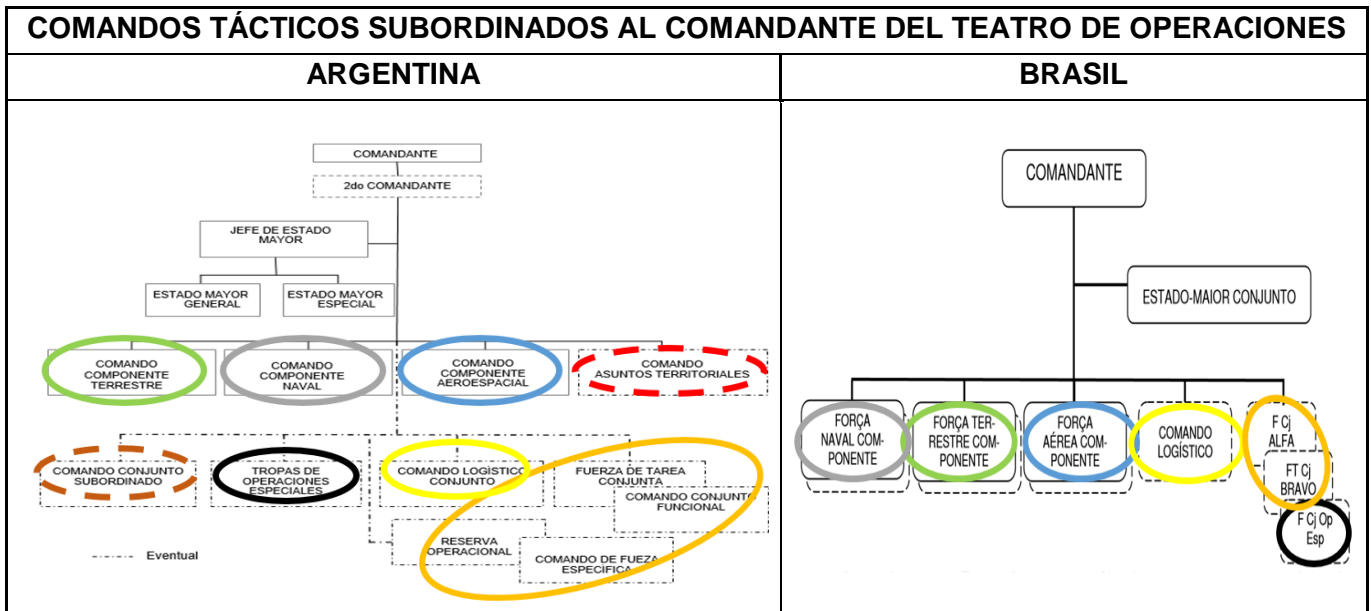 COMANDOS TÁCTICOS SUBORDINADOS AL COMANDANTE DEL TEATRO DE OPERACIONES
ARGENTINA
BRASIL
COMANDANTE
2do COMANDANTE
JEFE DE ESTADO
MAYOR
ESTADO MAYOR
GENERAL
ESTADO MAYOR
ESPECIAL
COMANDO
COMPONENTE
TERRESTRE
COMANDO
COMPONENTE
NAVAL
COMANDO
COMPONENTE
AEROESPACIAL
COMANDO
ASUNTOS TERRITORIALES
COMANDO CONJUNTO
SUBORDINADO
TROPAS DE
OPERACIONES
ESPECIALES
COMANDO LOGÍSTICO
CONJUNTO
FUERZA DE TAREA
CONJUNTA
COMANDO CONJUNTO
FUNCIONAL
RESERVA
OPERACIONAL
COMANDO DE FUEZA
ESPECÍFICA
Eventual
COMANDANTE
ESTADO-MAIOR CONJUNTO
FORÇA
NAVAL COM-
PONENTE
FORÇA TER-
RESTRE COM-
PONENTE
FORÇA
AÉREA COM-
PONENTE
COMANDO
LOGÍSTICO
F Cj
ALFA
FT Cj
BRAVO
F Cj Op
Esp